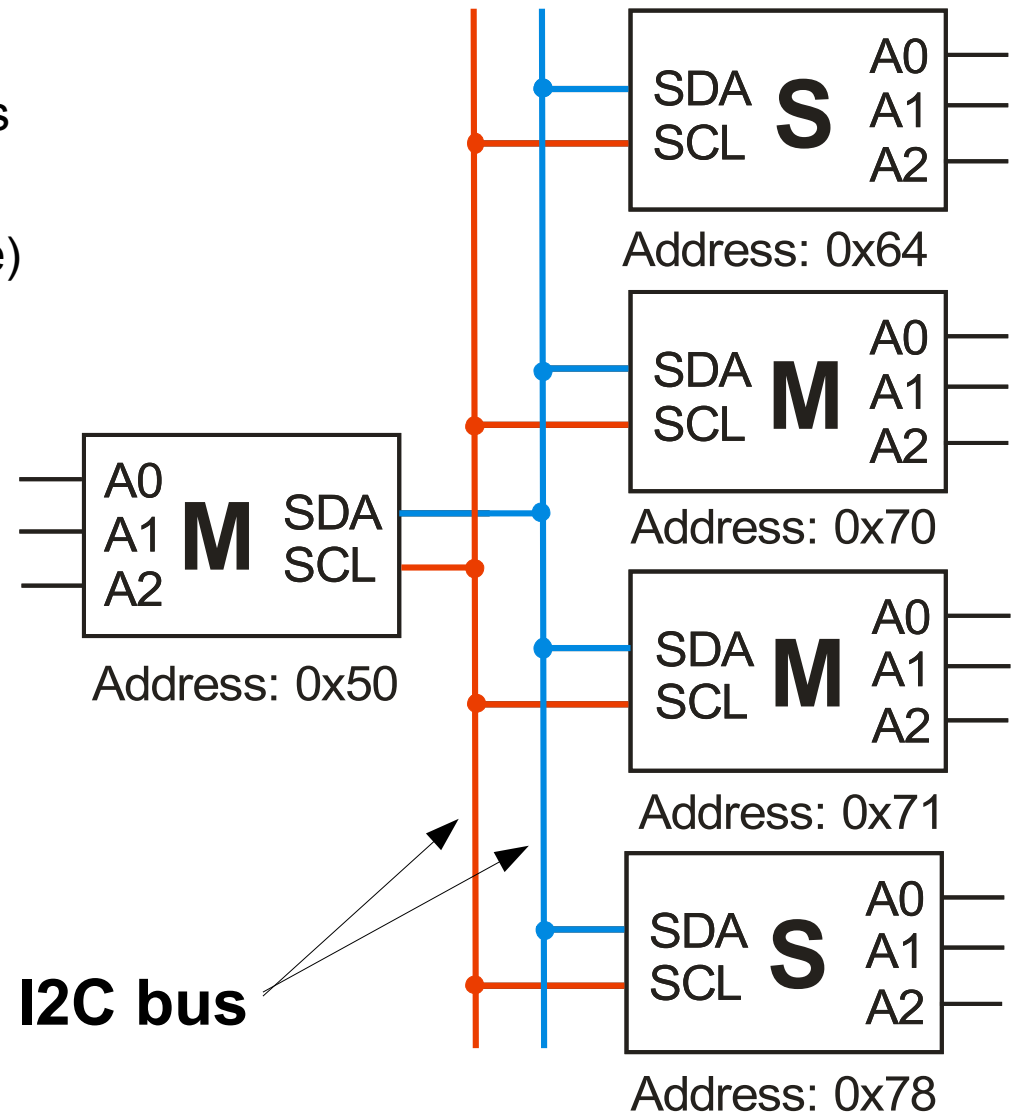 s
e)
SDA
SCL
S
A0
A1
A2
Address: 0x64
SDA
SCL
M
A0
A1
A2
Address: 0x70
A0
A1
A2
M
SDA
SCL
Address: 0x50
SDA
SCL
M
A0
A1
A2
Address: 0x71
SDA
SCL
S
A0
A1
A2
Address: 0x78
I2C bus